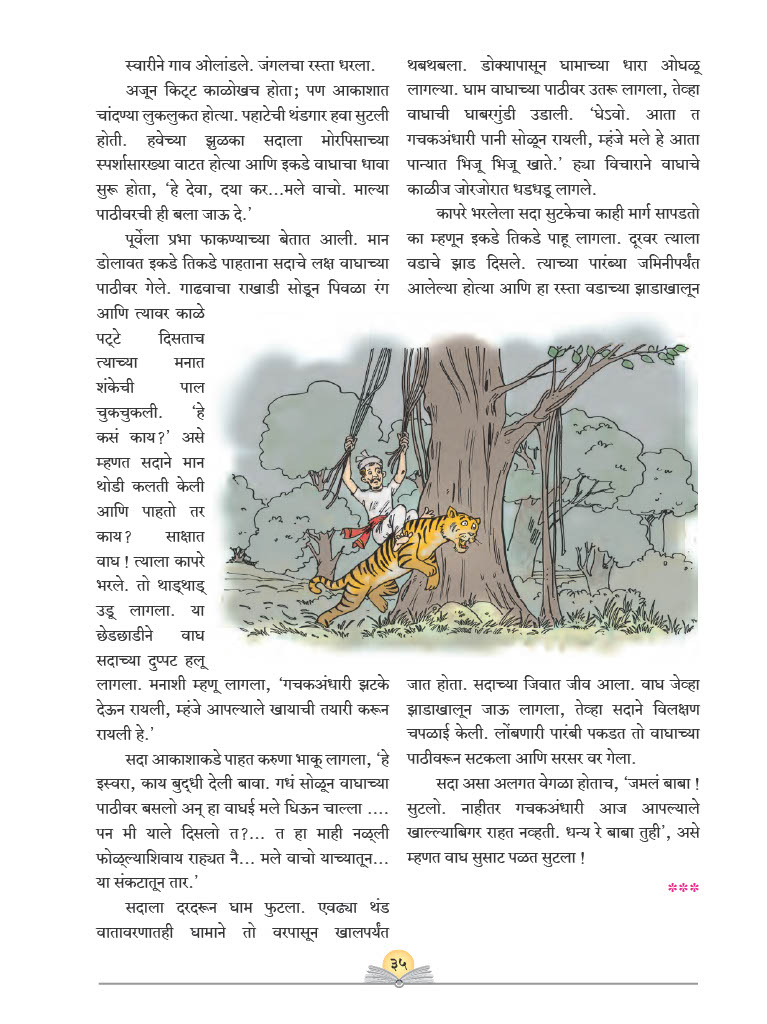 स्वारीने गाव ओलांडले. जंगलचा रस्ता धरला.
अजून किट्ट काळोखच होता; पण आकाशात
चांदण्या लुकलुकत होत्या. पहाटेची थंडगार हवा सुटली
होती. हवेच्या झुळका सदाला मोरपिसाच्या
स्पर्शासारख्या वाटत होत्या आणि इकडे वाघाचा धावा
सुरू होता, ‘हे देवा, दया कर...मले वाचो. माल्या
पाठीवरची ही बला जाऊ दे.’
पूर्वेला प्रभा फाकण्याच्या बेतात आली. मान
डोलावत इकडे तिकडे पाहताना सदाचे लक्ष वाघाच्या
पाठीवर गेले. गाढवाचा राखाडी सोडून पिवळा रंग
आणि त्यावर काळे
पट्टे दिसताच
त्याच्या मनात
शंकेची पाल
चुकचुकली. ‘हे
कसं काय?’ असे
म्हणत सदाने मान
थोडी कलती केली
आणि पाहतो तर
काय? साक्षात
वाघ! त्याला कापरे
भरले. तो थाड्थाड्
उडू लागला. या
छेडछाडीने वाघ
सदाच्या दुप्पट हलू
लागला. मनाशी म्हणू लागला, ‘गचकअंधारी झटके
देऊन रायली, म्हंजे आपल्याले खायाची तयारी करून
रायली हे.’
सदा आकाशाकडे पाहत करुणा भाकू लागला, ‘हे
इस्वरा, काय बुद्धी देली बावा. गधं सोळून वाघाच्या
पाठीवर बसलो अन् हा वाघई मले घिऊन चाल्ला ....
पन मी याले दिसलो त?... त हा माही नळ्ली
फोळ्ल्याशिवाय राह्यत नै... मले वाचो याच्यातून...
या संकटातून तार.’
सदाला दरदरून घाम फुटला. एवढ्या थंड
वातावरणातही घामाने तो वरपासून खालपर्यंत
थबथबला. डोक्यापासून घामाच्या धारा ओघळू
लागल्या. घाम वाघाच्या पाठीवर उतरू लागला, तेव्हा
वाघाची घाबरगुंडी उडाली. ‘घेऽवो. आता त
गचकअंधारी पानी सोळून रायली, म्हंजे मले हे आता
पान्यात भिजू भिजू खाते.’ ह्या विचाराने वाघाचे
काळीज जोरजोरात धडधडू लागले.
कापरे भरलेला सदा सुटकेचा काही मार्ग सापडतो
का म्हणून इकडे तिकडे पाहू लागला. दूरवर त्याला
वडाचे झाड दिसले. त्याच्या पारंब्या जमिनीपर्यंत
आलेल्या होत्या आणि हा रस्ता वडाच्या झाडाखालून
जात होता. सदाच्या जिवात जीव आला. वाघ जेव्हा
झाडाखालून जाऊ लागला, तेव्हा सदाने विलक्षण
चपळाई केली. लोंबणारी पारंबी पकडत तो वाघाच्या
पाठीवरून सटकला आणि सरसर वर गेला.
सदा असा अलगत वेगळा होताच, ‘जमलं बाबा!
सुटलो. नाहीतर गचकअंधारी आज आपल्याले
खाल्ल्याबिगर राहत नव्हती. धन्य रे बाबा तुही’, असे
म्हणत वाघ सुसाट पळत सुटला!
***
३५